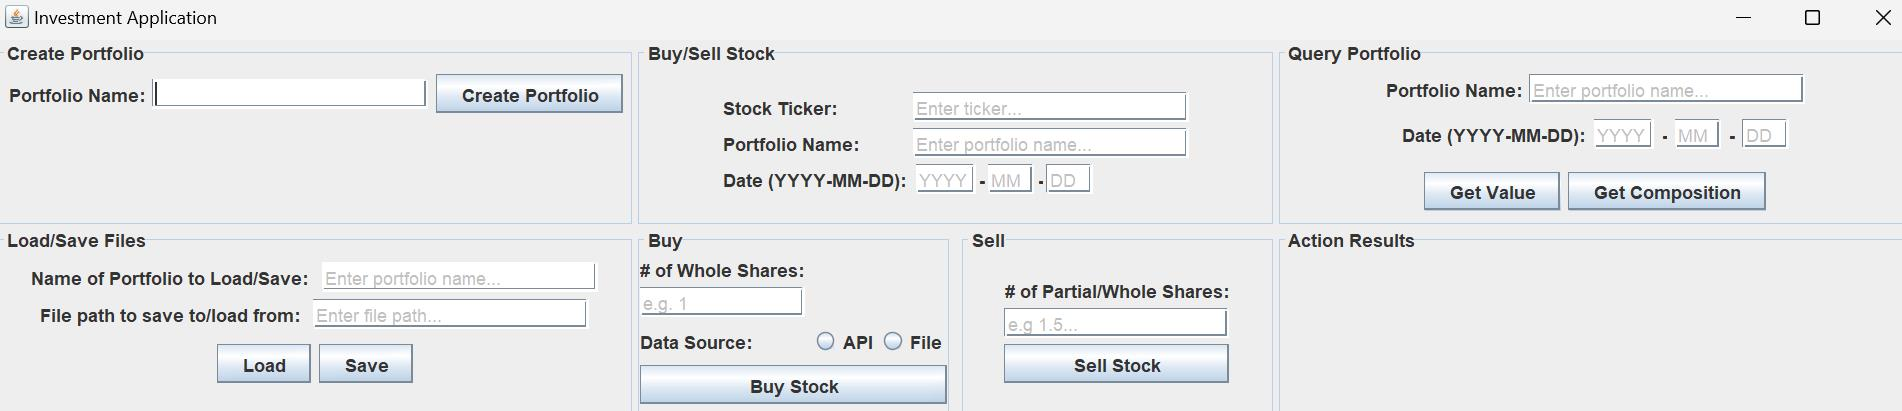 Investment Application
Create Portfolio
Portfolio Name:
Create Portfolio
Buy/Sell Stock
Stock Ticker: Enter ticker...
Portfolio Name: Enter portfolio name...
Date (YYYY-MM-DD): YYYY - MM - DD
Query Portfolio
Portfolio Name: Enter portfolio name...
Date (YYYY-MM-DD): YYYY - MM - DD
Get Value Get Composition
Load/Save Files
Name of Portfolio to Load/Save: Enter portfolio name...
File path to save to/load from: Enter file path...
Load Save
Buy
# of Whole Shares:
e.g. 1
Data Source: API File
Buy Stock
Sell
# of Partial/Whole Shares:
e.g 1.5...
Sell Stock
Action Results